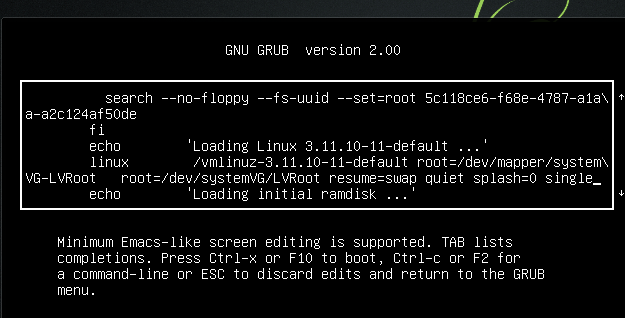 GNU GRUB  version 2.00
search --no-floppy --fs-uuid --set=root 5c118ce6-f68e-4787-a1a\
a-a2c124af50de
fi
echo 'Loading Linux 3.11.10-11-default ...'
linux /vmlinuz-3.11.10-11-default root=/dev/mapper/system\
VG-LVRoot root=/dev/systemVG/LVRoot resume=swap quiet splash=0 single_
echo 'Loading initial ramdisk ...'
Minimum Emacs-like screen editing is supported. TAB lists
completions. Press Ctrl-x or F10 to boot, Ctrl-c or F2 for
a command-line or ESC to discard edits and return to the GRUB
menu.